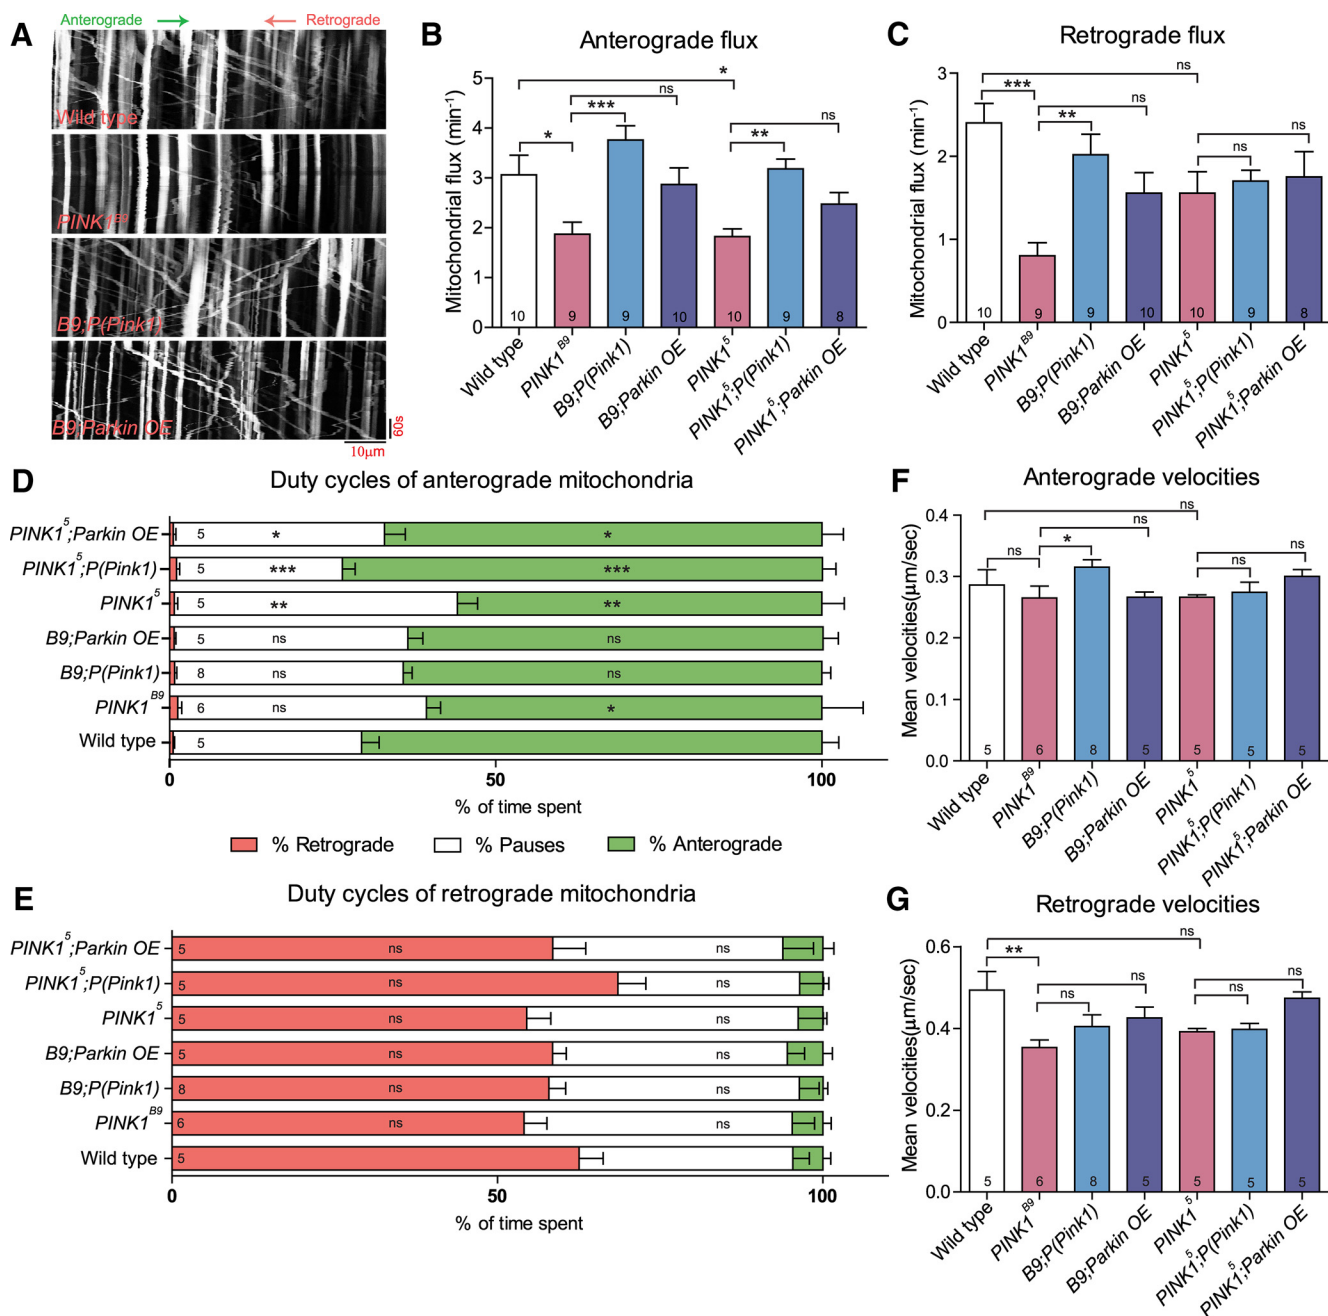 A
Anterograde
Retrograde
Wild type
PINK1ᴮ⁹
B9;P(Pink1)
B9;Parkin OE
60s
10μm
B
Anterograde flux
Mitochondrial flux (min⁻¹)
5
4
3
2
1
0
*
ns
***
*
ns
**
10
9
9
10
10
9
8
Wild type
PINK1ᴮ⁹
B9;P(Pink1)
B9;Parkin OE
PINK1⁵
PINK1⁵;P(Pink1)
PINK1⁵;Parkin OE
C
Retrograde flux
Mitochondrial flux (min⁻¹)
3
2
1
0
ns
***
ns
**
ns
ns
10
9
9
10
10
9
8
Wild type
PINK1ᴮ⁹
B9;P(Pink1)
B9;Parkin OE
PINK1⁵
PINK1⁵;P(Pink1)
PINK1⁵;Parkin OE
D
Duty cycles of anterograde mitochondria
PINK1⁵;Parkin OE 5 * *
PINK1⁵;P(Pink1) 5 *** ***
PINK1⁵ 5 ** **
B9;Parkin OE 5 ns ns
B9;P(Pink1) 8 ns ns
PINK1ᴮ⁹ 6 ns *
Wild type 5
0 50 100
% of time spent
% Retrograde % Pauses % Anterograde
E
Duty cycles of retrograde mitochondria
PINK1⁵;Parkin OE 5 ns ns
PINK1⁵;P(Pink1) 5 ns ns
PINK1⁵ 5 ns ns
B9;Parkin OE 5 ns ns
B9;P(Pink1) 8 ns ns
PINK1ᴮ⁹ 6 ns ns
Wild type 5
0 50 100
% of time spent
F
Anterograde velocities
Mean velocities(μm/sec)
0.4
0.3
0.2
0.1
0.0
ns
ns
ns
*
ns
ns
5
6
8
5
5
5
5
Wild type
PINK1ᴮ⁹
B9;P(Pink1)
B9;Parkin OE
PINK1⁵
PINK1⁵;P(Pink1)
PINK1⁵;Parkin OE
G
Retrograde velocities
Mean velocities(μm/sec)
0.6
0.4
0.2
0.0
ns
**
ns
ns
ns
ns
5
6
8
5
5
5
5
Wild type
PINK1ᴮ⁹
B9;P(Pink1)
B9;Parkin OE
PINK1⁵
PINK1⁵;P(Pink1)
PINK1⁵;Parkin OE